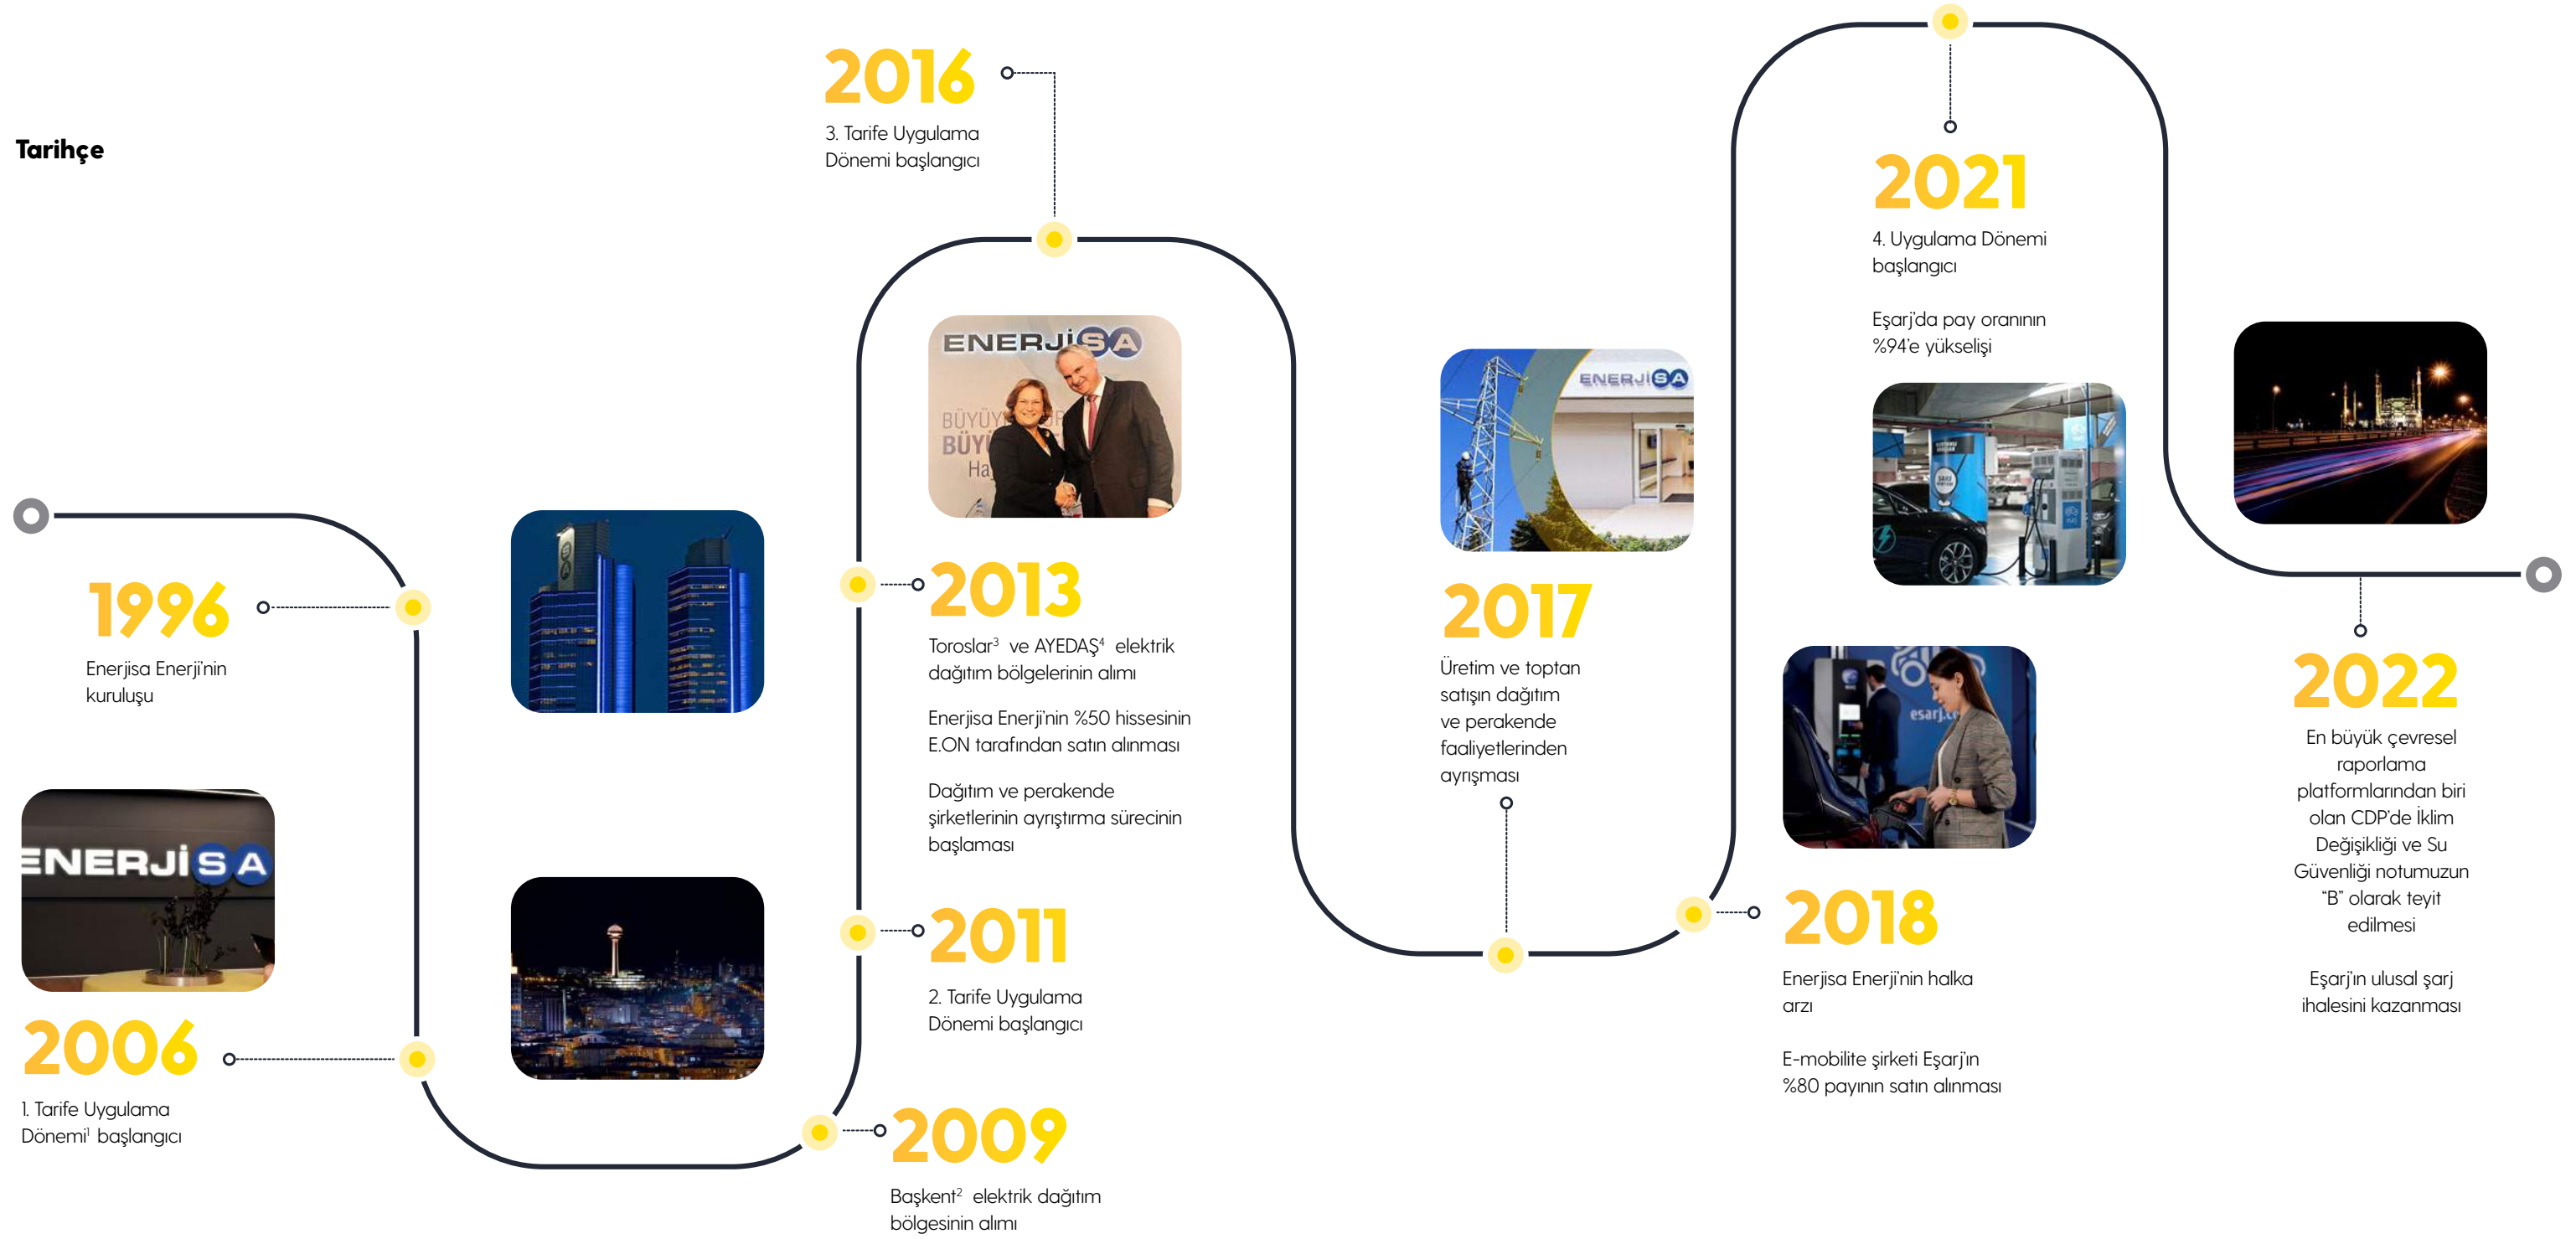 Tarihçe
1996
Enerjisa Enerji'nin
kuruluşu
ENERJİSA
2006
1. Tarife Uygulama
Dönemi¹ başlangıcı
2009
Başkent² elektrik dağıtım
bölgesinin alımı
2011
2. Tarife Uygulama
Dönemi başlangıcı
ENERJİSA
2013
Toroslar³ ve AYEDAŞ⁴ elektrik
dağıtım bölgelerinin alımı
Enerjisa Enerji'nin %50 hissesinin
E.ON tarafından satın alınması
Dağıtım ve perakende
şirketlerinin ayrıştırma sürecinin
başlaması
2016
3. Tarife Uygulama
Dönemi başlangıcı
ENERJİSA
2017
Üretim ve toptan
satışın dağıtım
ve perakende
faaliyetlerinden
ayrışması
2018
Enerjisa Enerji'nin halka
arzı
E-mobilite şirketi Eşarj'ın
%80 payının satın alınması
2021
4. Uygulama Dönemi
başlangıcı
Eşarj'da pay oranının
%94'e yükselişi
2022
En büyük çevresel
raporlama
platformlarından biri
olan CDP'de İklim
Değişikliği ve Su
Güvenliği notumuzun
“B” olarak teyit
edilmesi
Eşarj'ın ulusal şarj
ihalesini kazanması